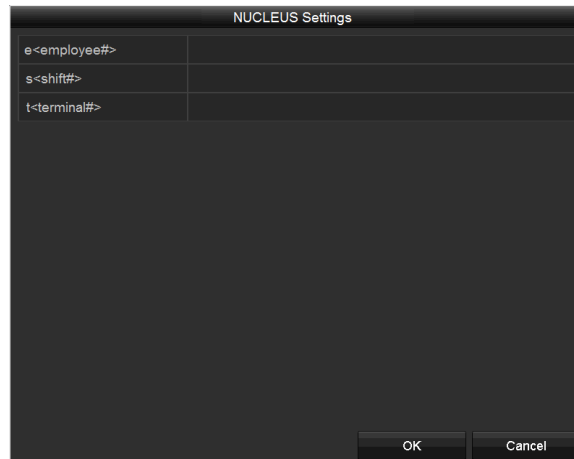 NUCLEUS Settings
e<employee#>
s<shift#>
t<terminal#>
OK Cancel